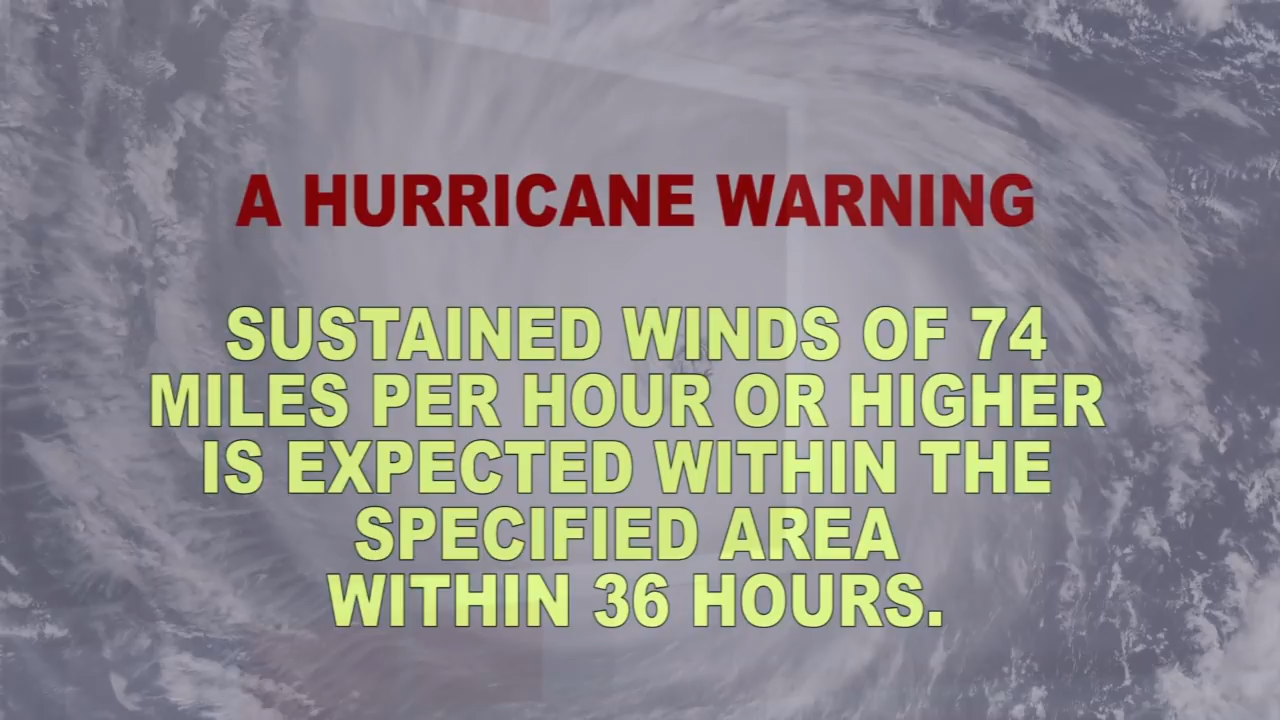 A HURRICANE WARNING
SUSTAINED WINDS OF 74
MILES PER HOUR OR HIGHER
IS EXPECTED WITHIN THE
SPECIFIED AREA
WITHIN 36 HOURS.